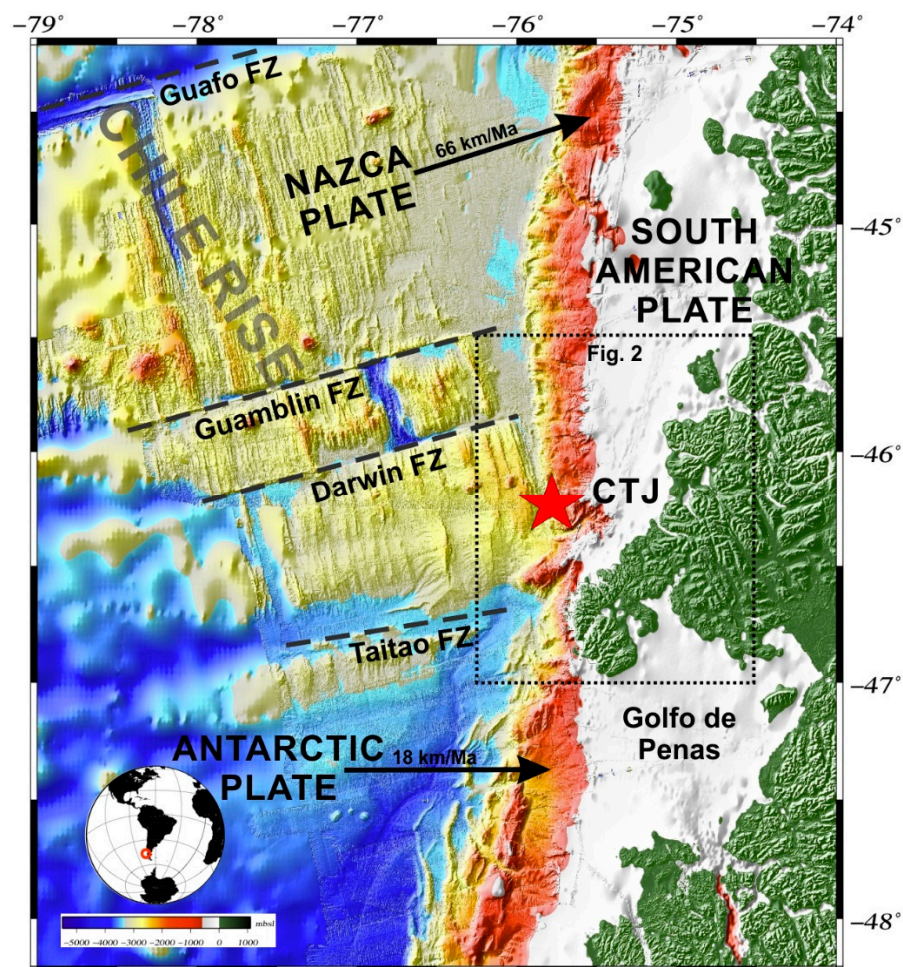 −79˚
−78˚
−77˚
−76˚
−75˚
−74˚
Guafo FZ
CHILE RISE
66 km/Ma
NAZCA
PLATE
−45˚
SOUTH
AMERICAN
PLATE
Fig. 2
Guamblin FZ
−46˚
Darwin FZ
CTJ
Taitao FZ
−47˚
Golfo de
Penas
ANTARCTIC
PLATE
18 km/Ma
mbsl
−5000 −4000 −3000 −2000 −1000 0 1000
−48˚